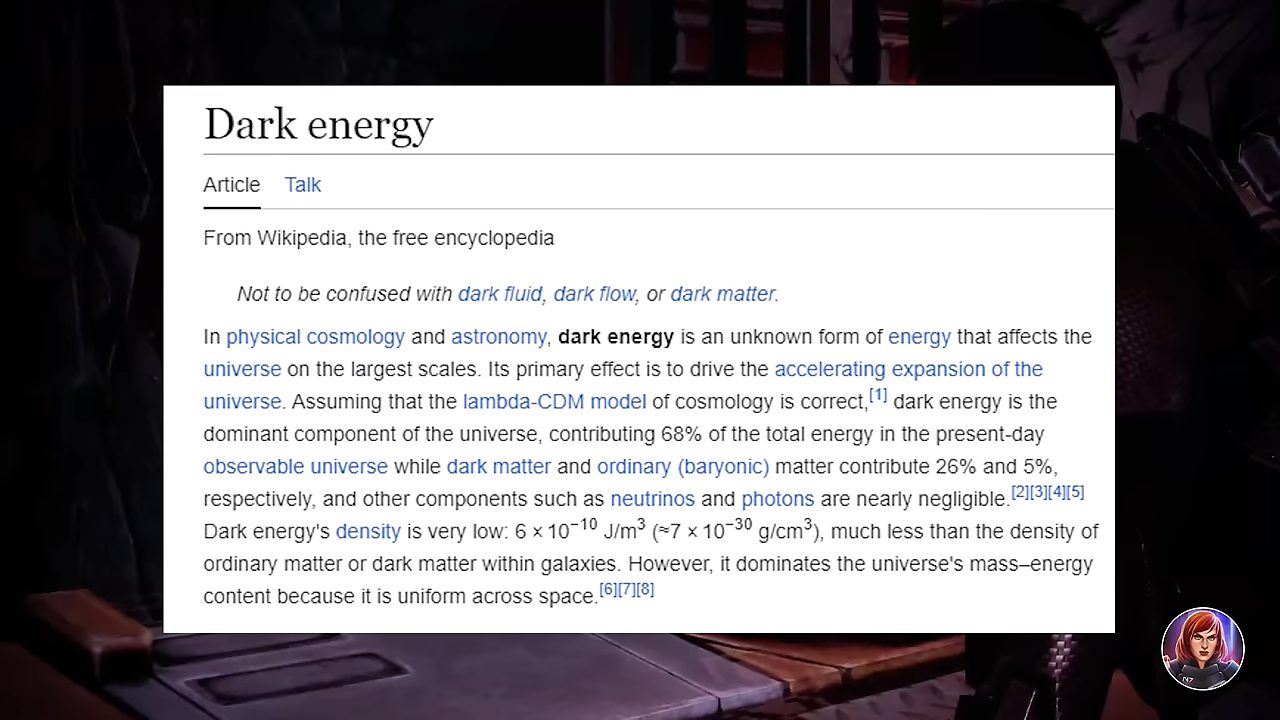 Dark energy
Article Talk
From Wikipedia, the free encyclopedia
Not to be confused with dark fluid, dark flow, or dark matter.
In physical cosmology and astronomy, dark energy is an unknown form of energy that affects the
universe on the largest scales. Its primary effect is to drive the accelerating expansion of the
universe. Assuming that the lambda-CDM model of cosmology is correct,[1] dark energy is the
dominant component of the universe, contributing 68% of the total energy in the present-day
observable universe while dark matter and ordinary (baryonic) matter contribute 26% and 5%,
respectively, and other components such as neutrinos and photons are nearly negligible.[2][3][4][5]
Dark energy's density is very low: 6 × 10⁻¹⁰ J/m³ (≈7 × 10⁻³⁰ g/cm³), much less than the density of
ordinary matter or dark matter within galaxies. However, it dominates the universe's mass–energy
content because it is uniform across space.[6][7][8]
N7